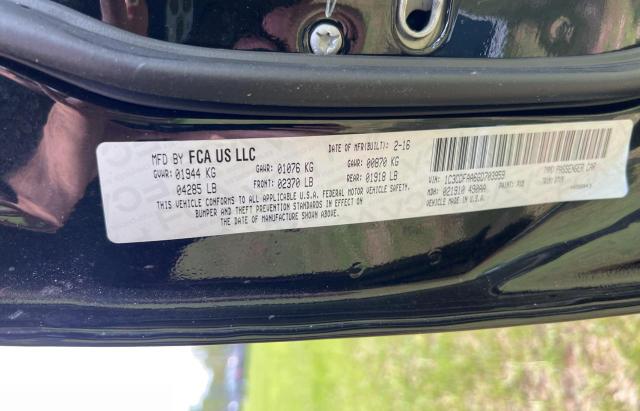 MFD BY FCA US LLC DATE OF MFR(BUILT): 2-16
GVWR: 01944 KG GAWR: 01076 KG GAWR: 00870 KG
04285 LB FRONT: 02370 LB REAR: 01918 LB
THIS VEHICLE CONFORMS TO ALL APPLICABLE U.S.A. FEDERAL MOTOR VEHICLE SAFETY,
BUMPER AND THEFT PREVENTION STANDARDS IN EFFECT ON
THE DATE OF MANUFACTURE SHOWN ABOVE.
VIN: TYPE: PASSENGER CAR
MDH: 021910 PAINT:
VEHICLE MADE IN U.S.A.